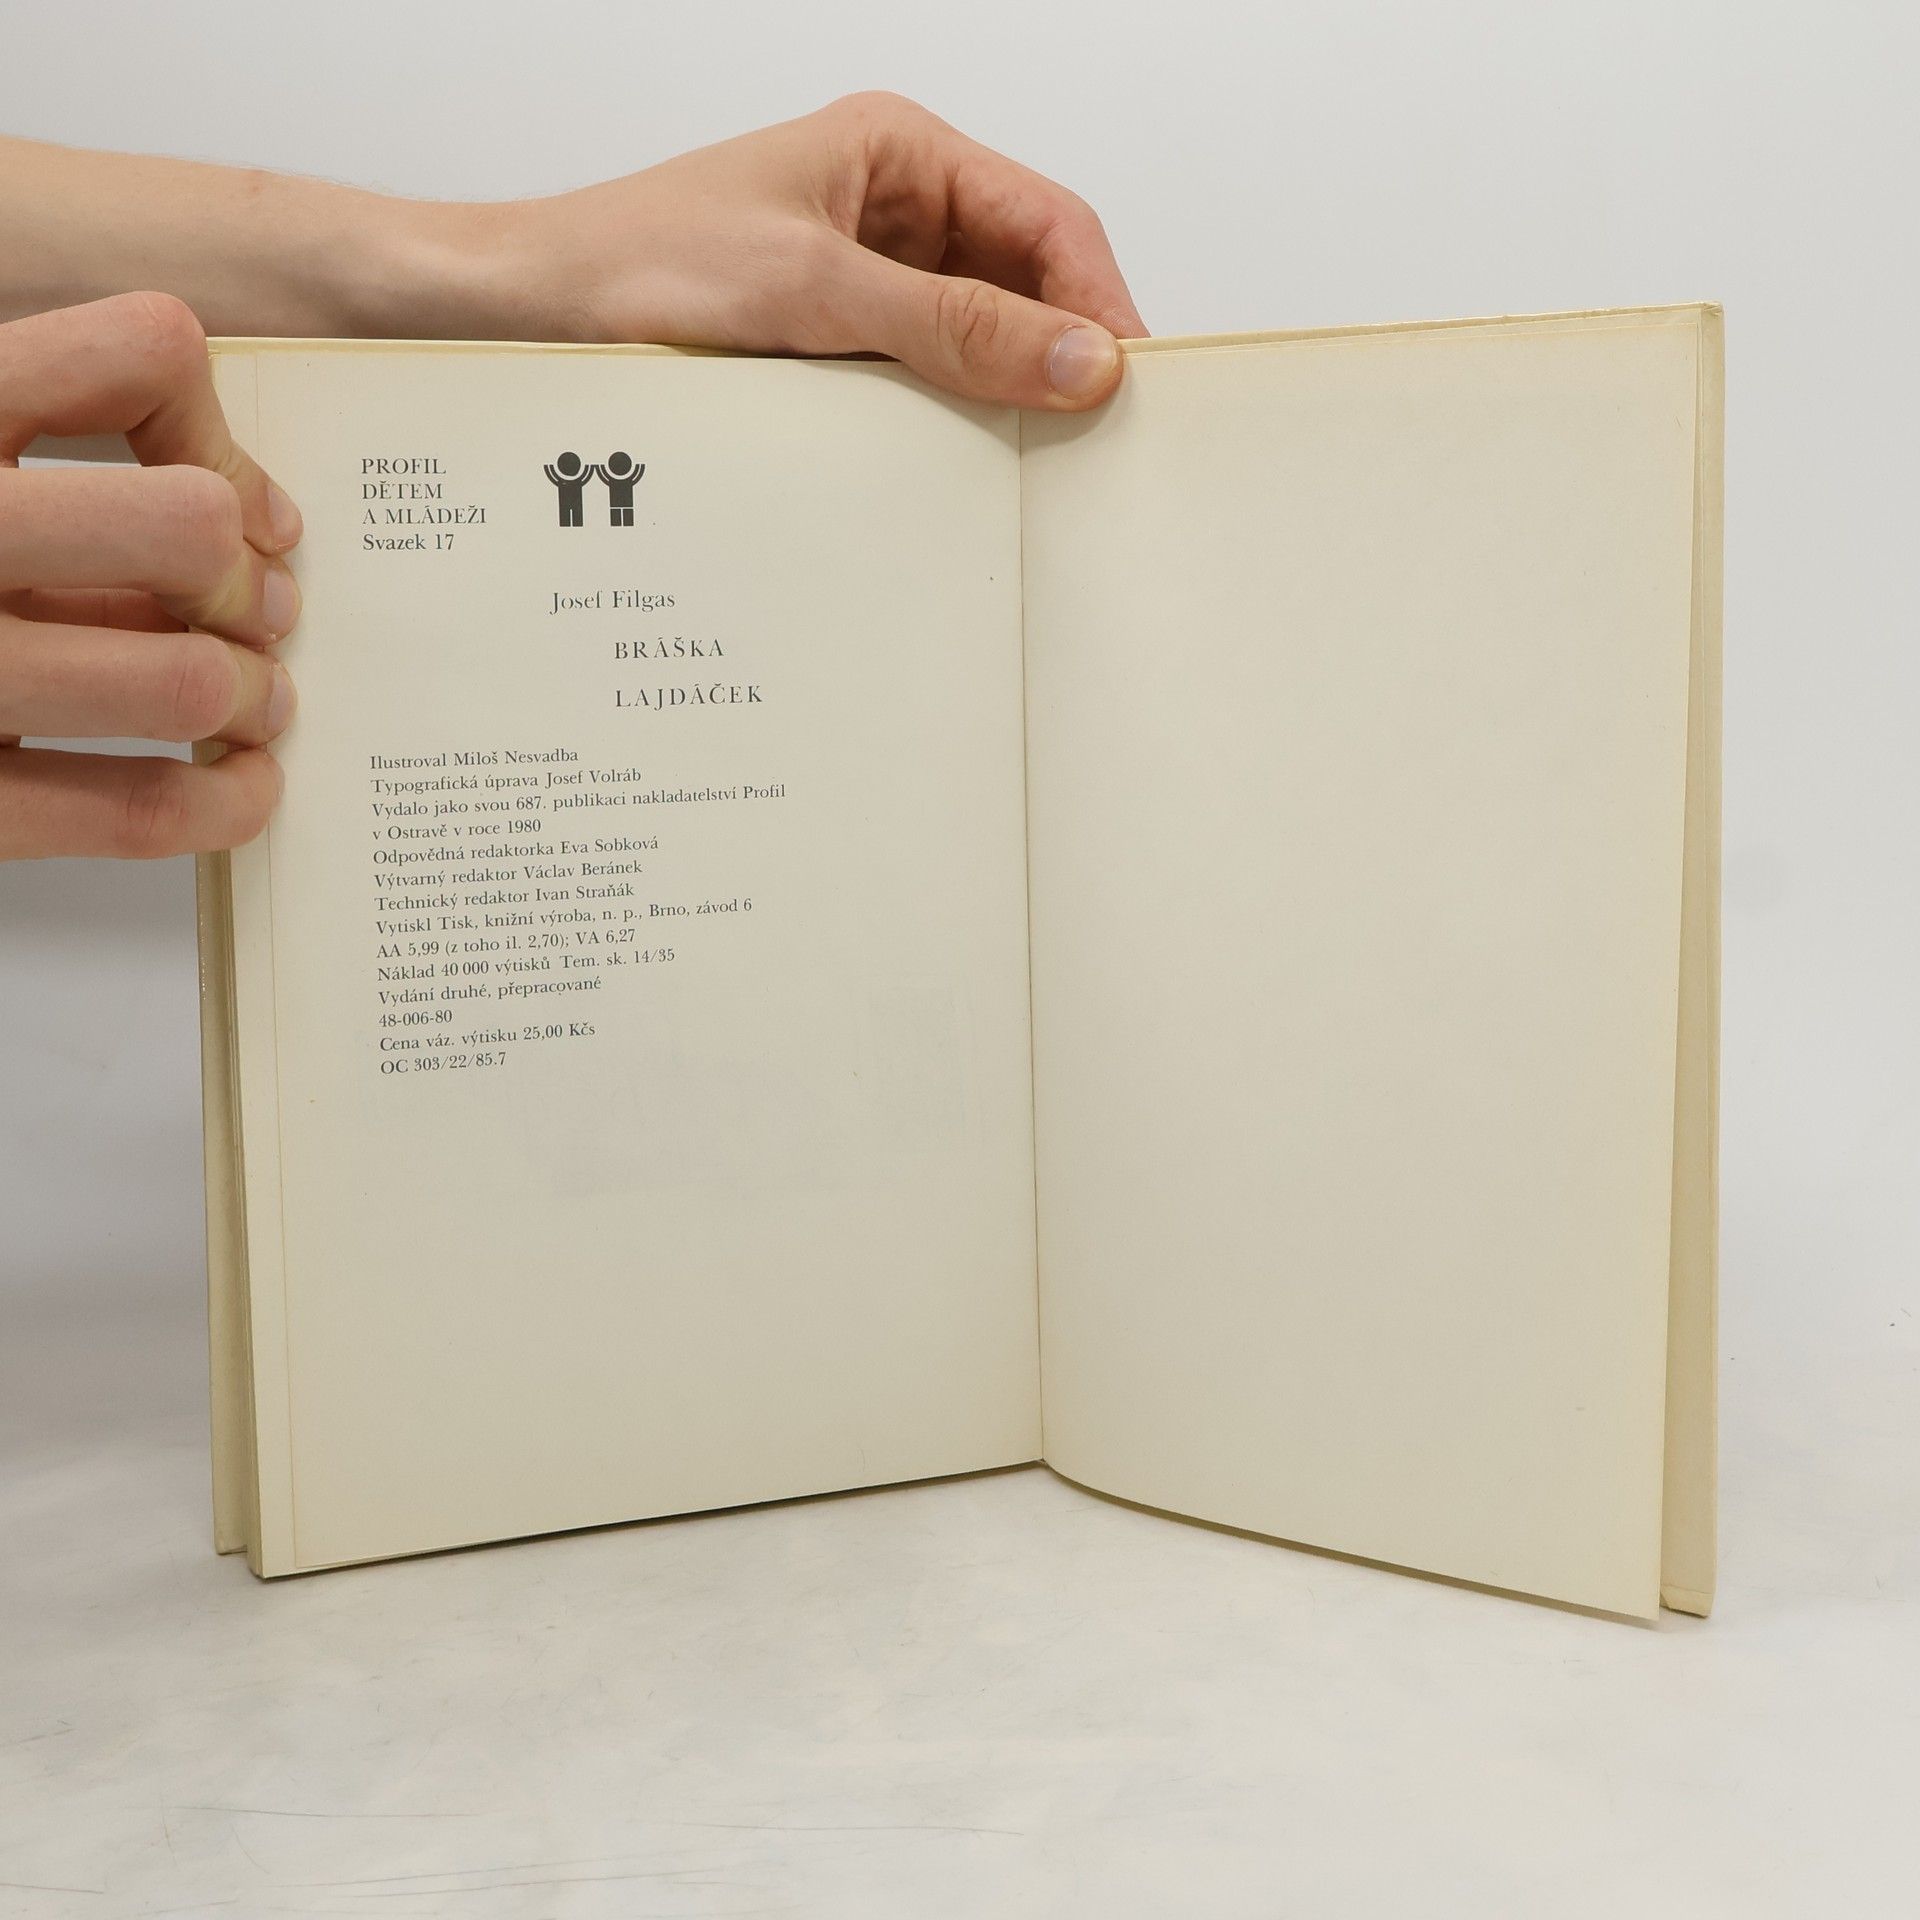 PROFIL
DĚTEM
A MLÁDEŽI
Svazek 17
Josef Filgas
BRÁŠKA
LAJDÁČEK
Ilustroval Miloš Nesvadba
Typografická úprava Josef Volráb
Vydalo jako svou 687. publikaci nakladatelství Profil
v Ostravě v roce 1980
Odpovědná redaktorka Eva Sobková
Výtvarný redaktor Václav Beránek
Technický redaktor Ivan Straňák
Vytiskl Tisk, knižní výroba, n. p., Brno, závod 6
AA 5,99 (z toho il. 2,70); VA 6,27
Náklad 40 000 výtisků Tem. sk. 14/35
Vydání druhé, přepracované
48-006-80
Cena váz. výtisku 25,00 Kčs
OC 303/22/85.7